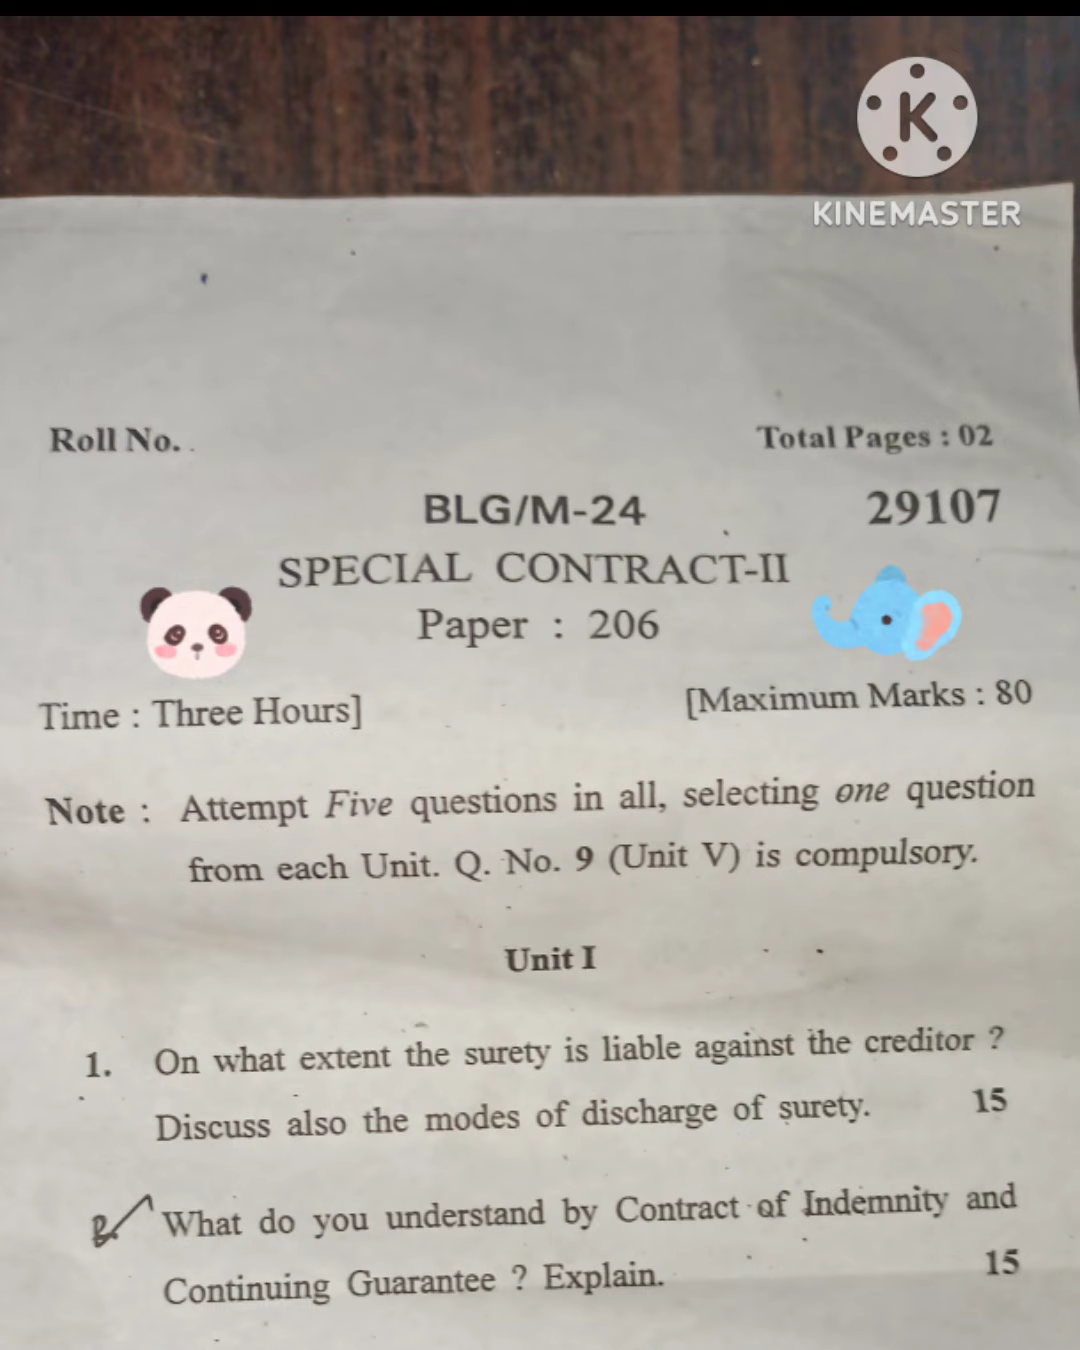 K
KINEMASTER
Roll No. .
Total Pages : 02
BLG/M-24
29107
SPECIAL CONTRACT-II
Paper : 206
Time : Three Hours]
[Maximum Marks : 80
Note : Attempt Five questions in all, selecting one question
from each Unit. Q. No. 9 (Unit V) is compulsory.
Unit I
1. On what extent the surety is liable against the creditor ?
Discuss also the modes of discharge of surety. 15
2. What do you understand by Contract of Indemnity and
Continuing Guarantee ? Explain. 15